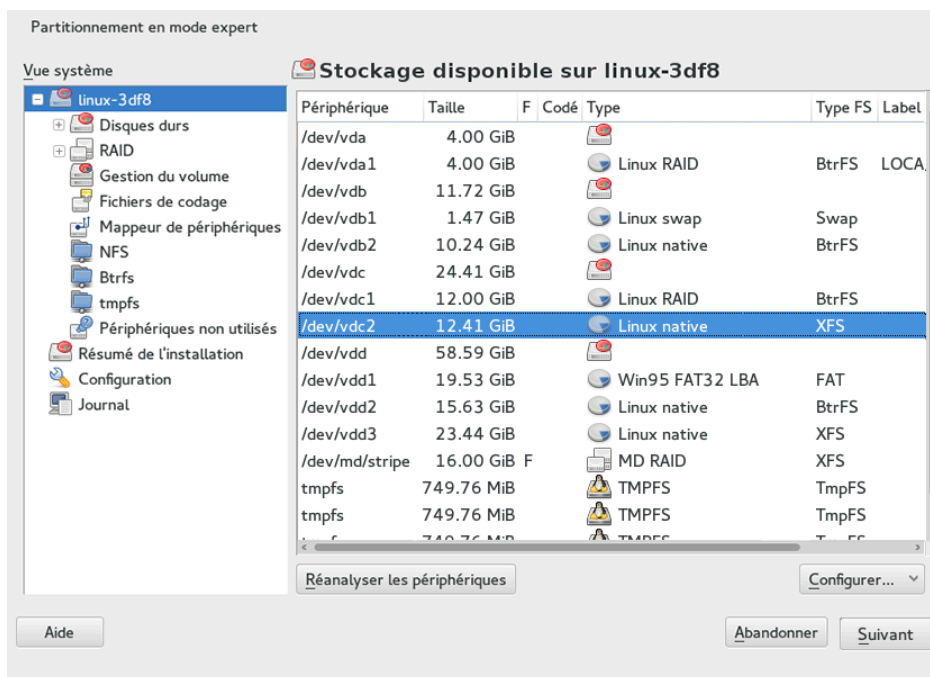 Partitionnement en mode expert
Vue système
linux-3df8
Disques durs
RAID
Gestion du volume
Fichiers de codage
Mappeur de périphériques
NFS
Btrfs
tmpfs
Périphériques non utilisés
Résumé de l'installation
Configuration
Journal
Stockage disponible sur linux-3df8
Périphérique Taille F Codé Type Type FS Label
/dev/vda 4.00 GiB
/dev/vda1 4.00 GiB Linux RAID BtrFS LOCA
/dev/vdb 11.72 GiB
/dev/vdb1 1.47 GiB Linux swap Swap
/dev/vdb2 10.24 GiB Linux native BtrFS
/dev/vdc 24.41 GiB
/dev/vdc1 12.00 GiB Linux RAID BtrFS
/dev/vdc2 12.41 GiB Linux native XFS
/dev/vdd 58.59 GiB
/dev/vdd1 19.53 GiB Win95 FAT32 LBA FAT
/dev/vdd2 15.63 GiB Linux native BtrFS
/dev/vdd3 23.44 GiB Linux native XFS
/dev/md/stripe 16.00 GiB F MD RAID XFS
tmpfs 749.76 MiB TMPFS TmpFS
tmpfs 749.76 MiB TMPFS TmpFS
Réanalyser les périphériques Configurer...
Aide Abandonner Suivant